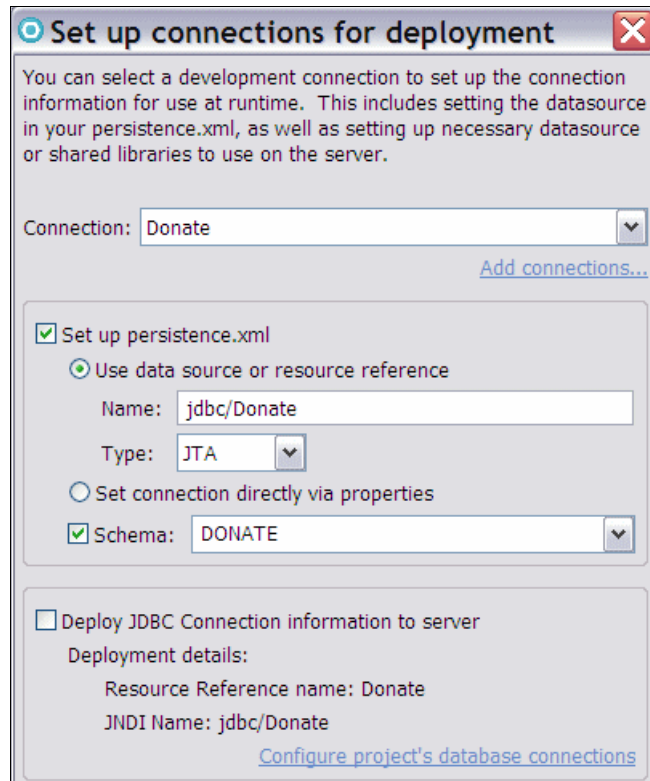 Set up connections for deployment
You can select a development connection to set up the connection
information for use at runtime. This includes setting the datasource
in your persistence.xml, as well as setting up necessary datasource
or shared libraries to use on the server.
Connection: Donate
Add connections...
Set up persistence.xml
Use data source or resource reference
Name: jdbc/Donate
Type: JTA
Set connection directly via properties
Schema: DONATE
Deploy JDBC Connection information to server
Deployment details:
Resource Reference name: Donate
JNDI Name: jdbc/Donate
Configure project's database connections